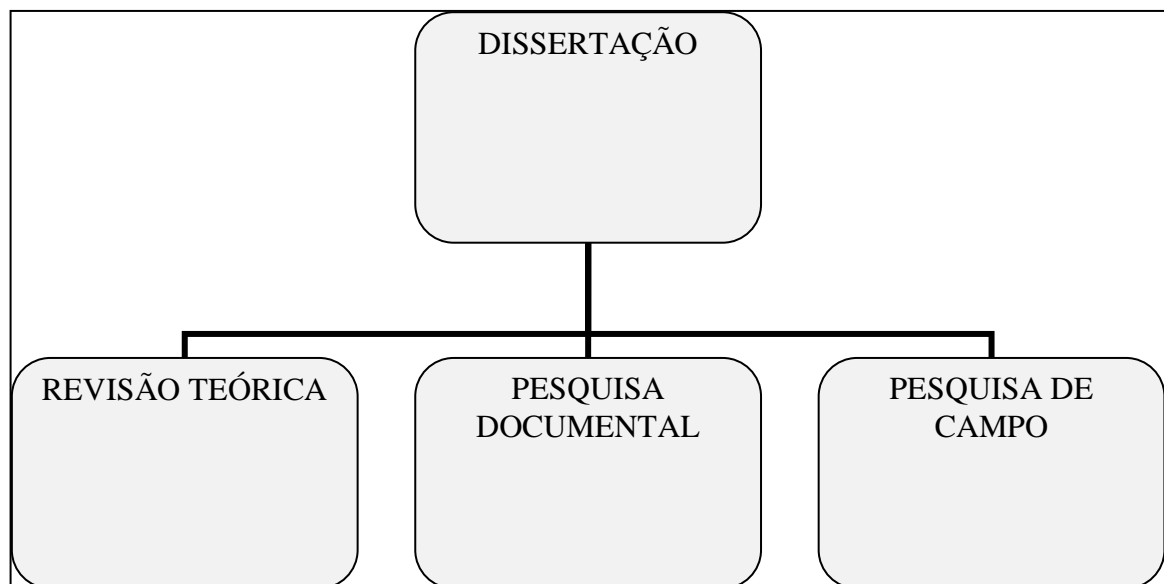 DISSERTAÇÃO
REVISÃO TEÓRICA
PESQUISA
DOCUMENTAL
PESQUISA DE
CAMPO